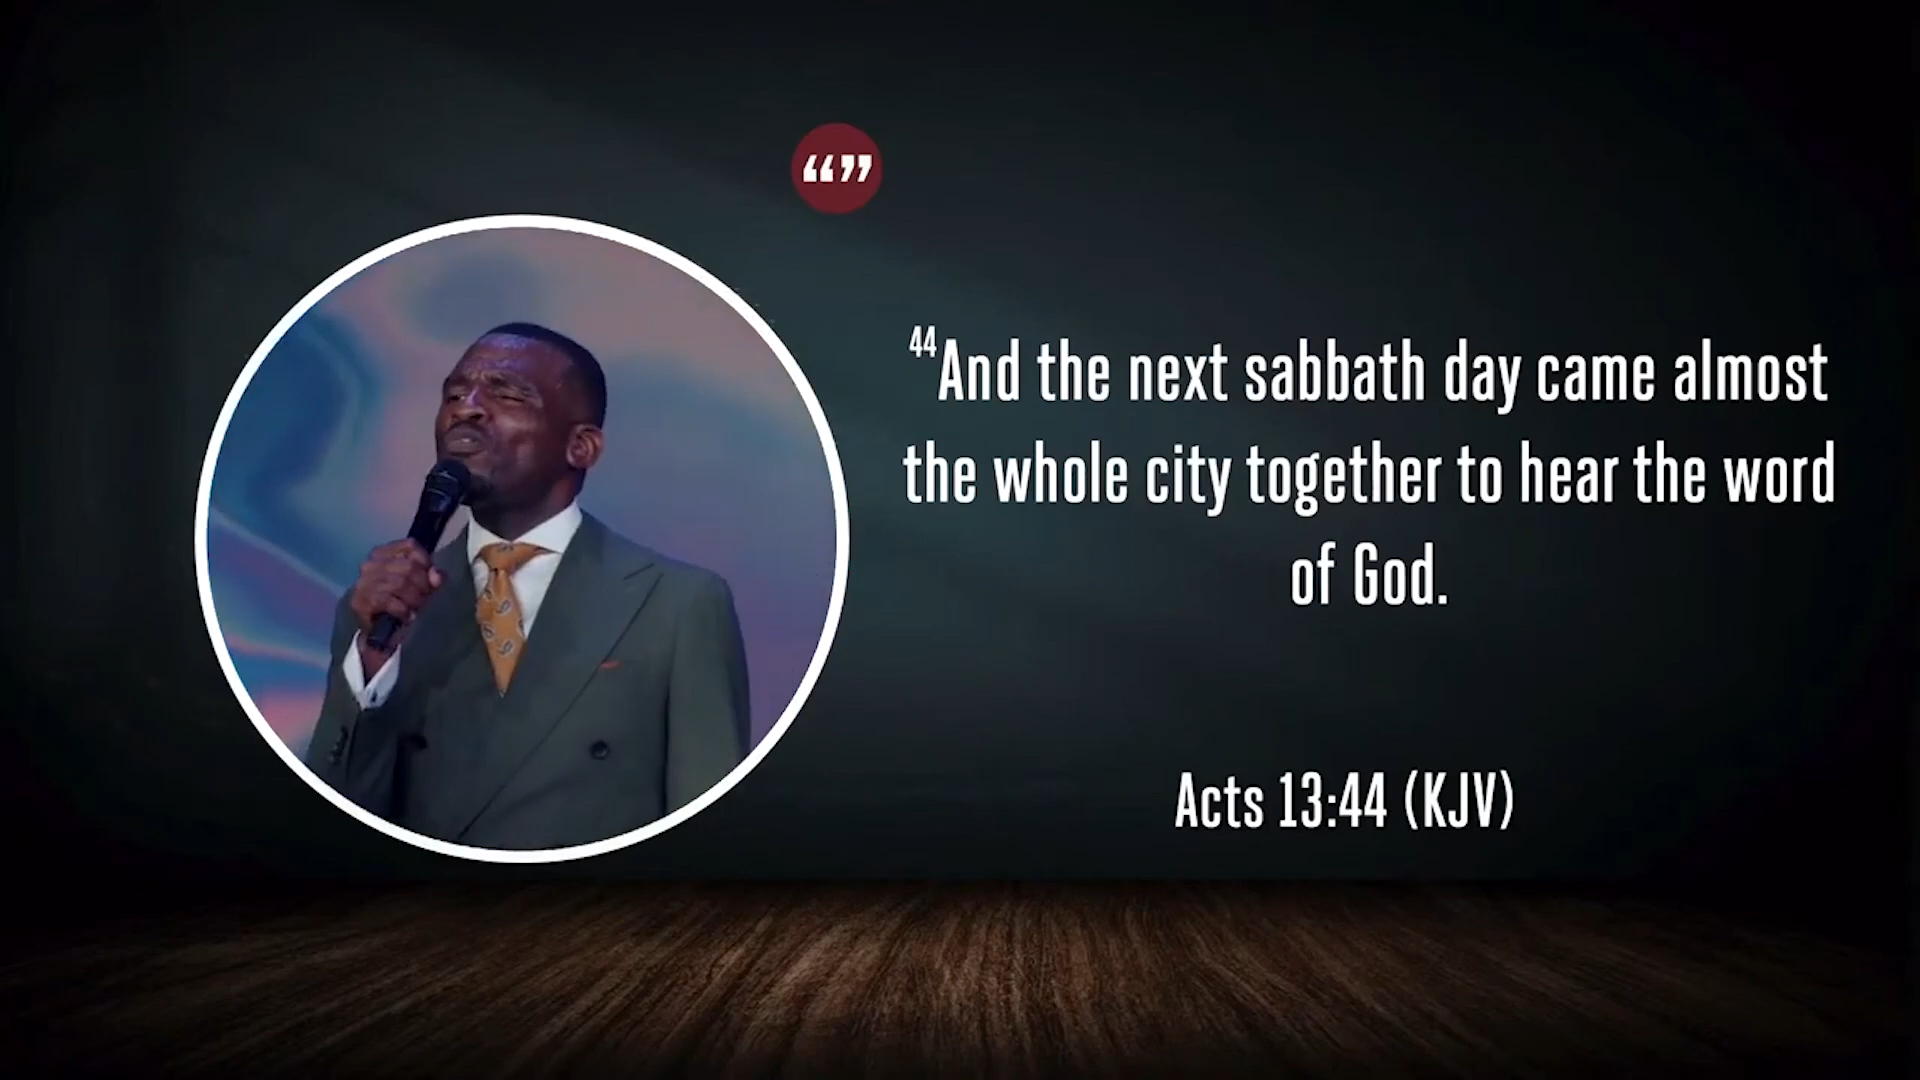 “”
⁴⁴And the next sabbath day came almost
the whole city together to hear the word
of God.
Acts 13:44 (KJV)